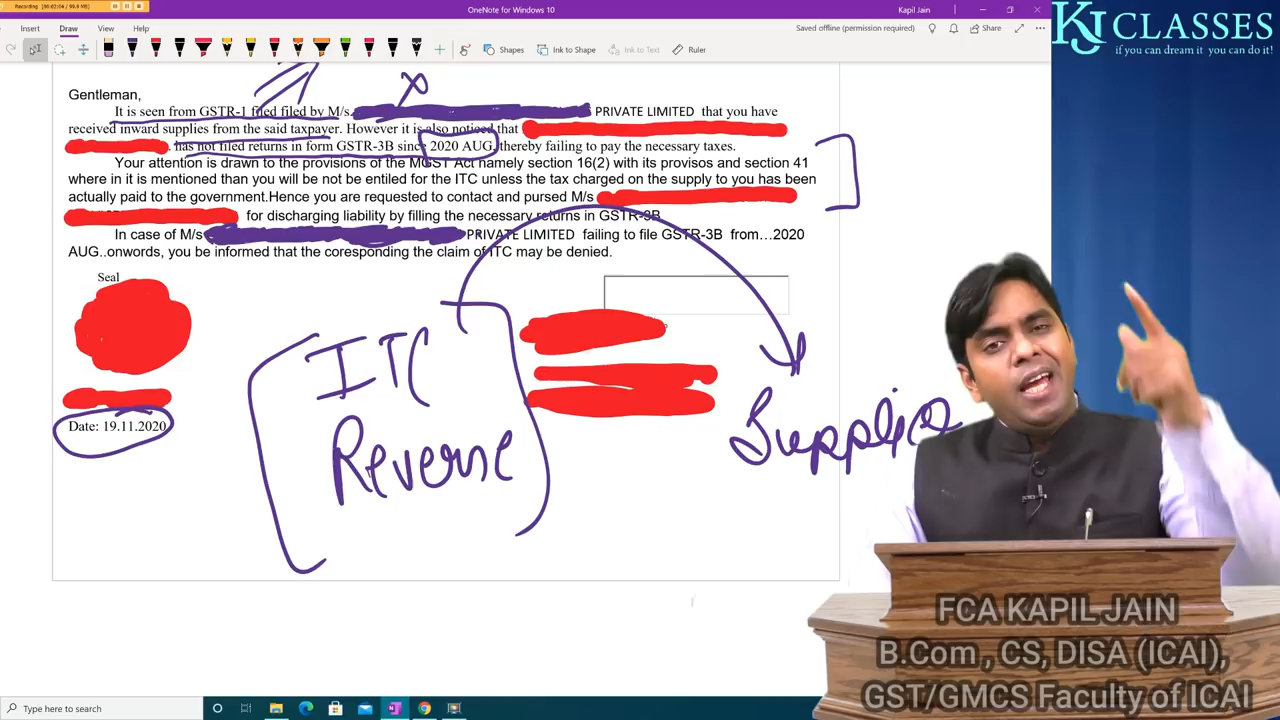 Recording [00:02:04 / 99.9 MB]
OneNote for Windows 10
Kapil Jain
Insert Draw View Help
Saved offline (permission required)
Share
Shapes Ink to Shape Ink to Text Ruler
KJ CLASSES
if you can dream it you can do it!
Gentleman,
It is seen from GSTR-1 filed filed by M/s. PRIVATE LIMITED that you have
received inward supplies from the said taxpayer. However it is also noticed that
. has not filed returns in form GSTR-3B since 2020 AUG. thereby failing to pay the necessary taxes.
Your attention is drawn to the provisions of the MGST Act namely section 16(2) with its provisos and section 41
where in it is mentioned than you will be not be entiled for the ITC unless the tax charged on the supply to you has been
actually paid to the government.Hence you are requested to contact and pursed M/s
for discharging liability by filling the necessary returns in GSTR-3B
In case of M/s PRIVATE LIMITED failing to file GSTR-3B from…2020
AUG..onwords, you be informed that the coresponding the claim of ITC may be denied.
Seal
ITC
Reverse
Date: 19.11.2020
FCA KAPIL JAIN
B.Com , CS, DISA (ICAI),
GST/GMCS Faculty of ICAI
Type here to search